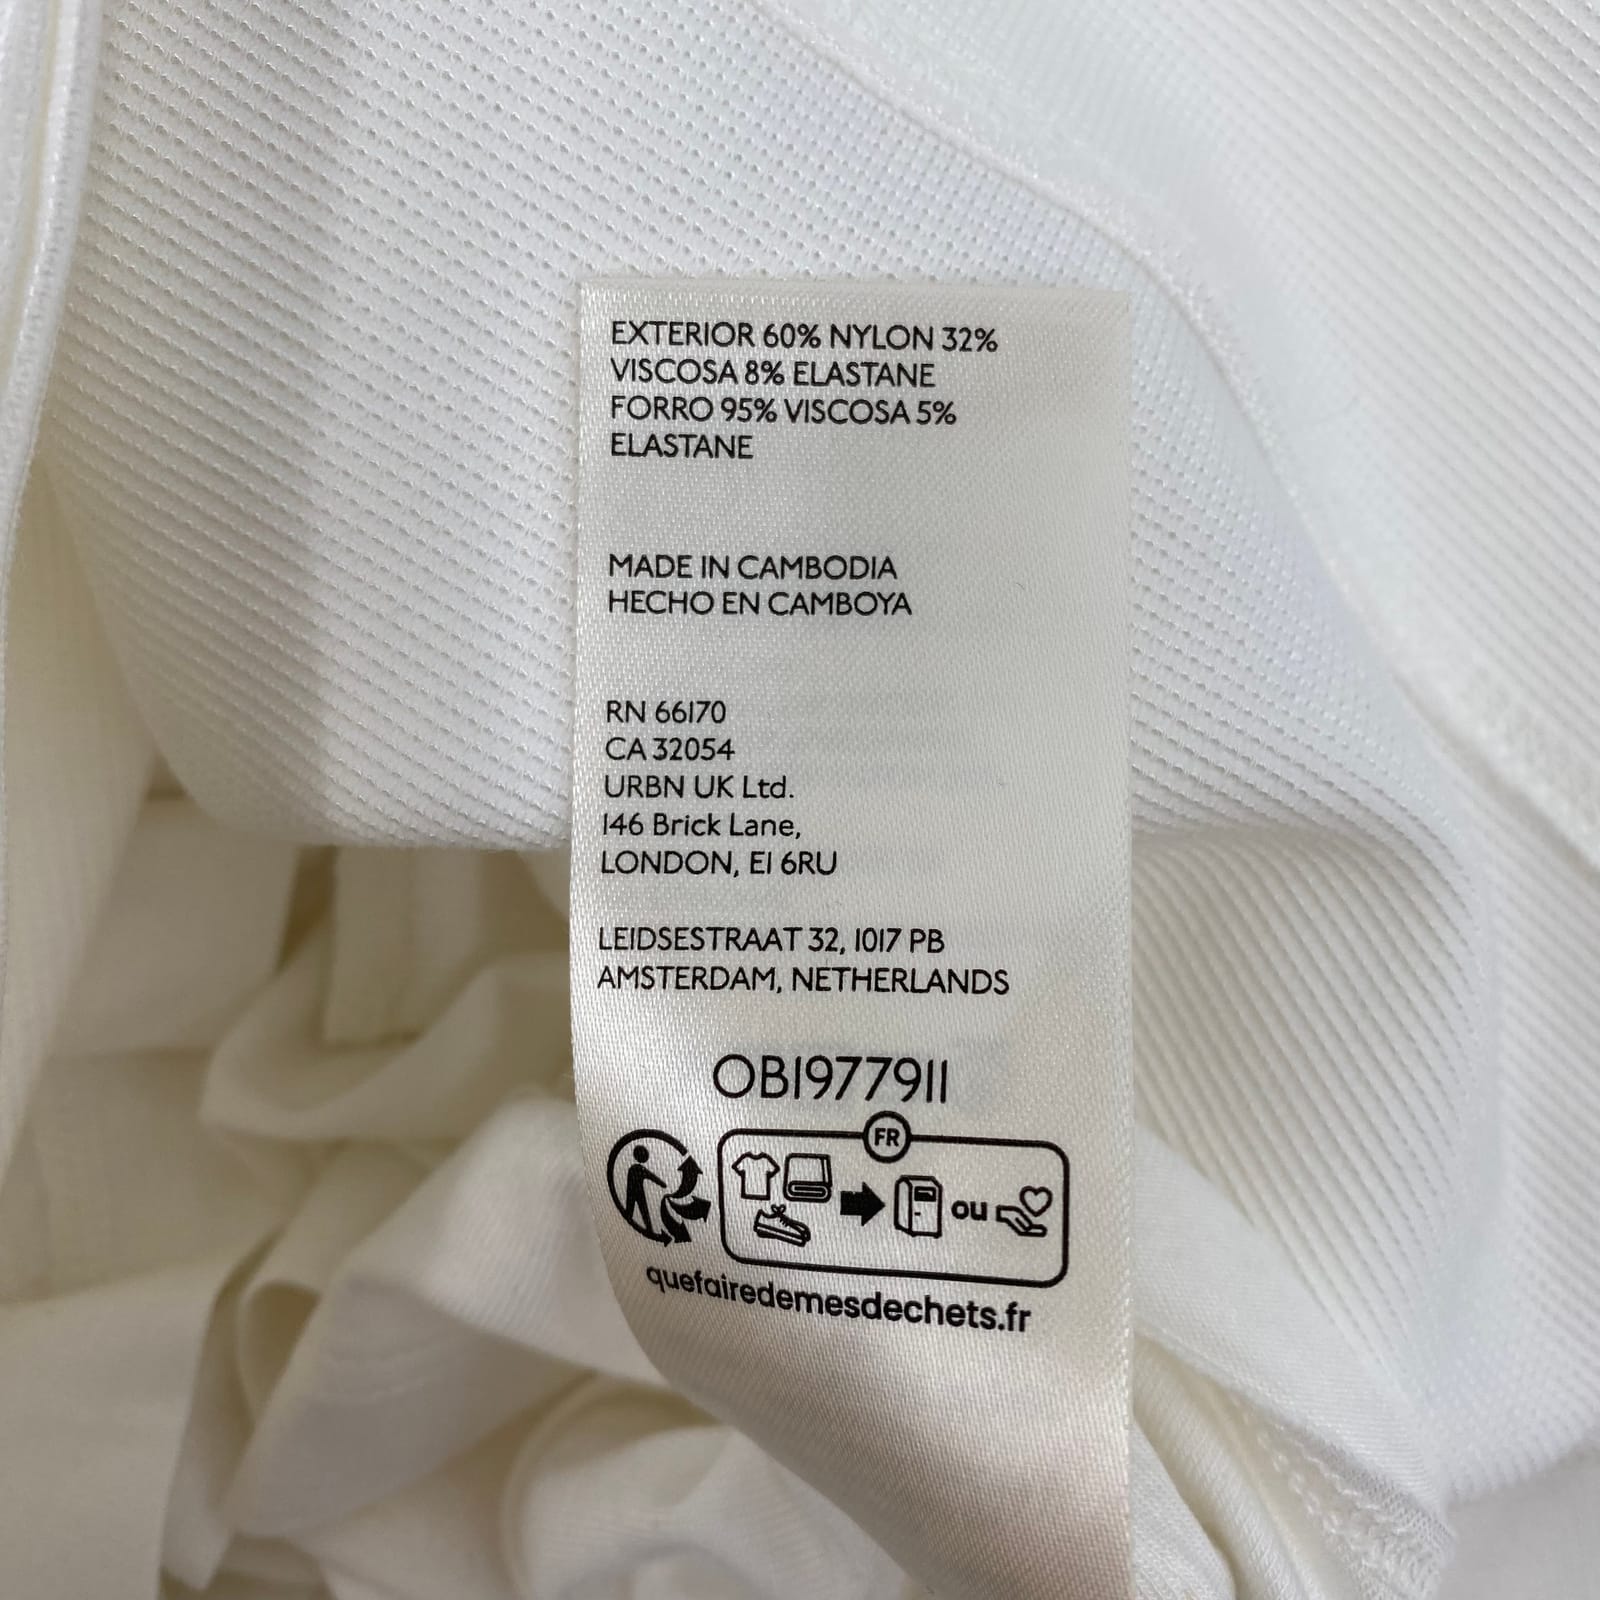 EXTERIOR 60% NYLON 32%
VISCOSA 8% ELASTANE
FORRO 95% VISCOSA 5%
ELASTANE
MADE IN CAMBODIA
HECHO EN CAMBOYA
RN 66170
CA 32054
URBN UK Ltd.
146 Brick Lane,
LONDON, E1 6RU
LEIDSESTRAAT 32, 1017 PB
AMSTERDAM, NETHERLANDS
OB1977911
FR
ou
quefairedemesdechets.fr